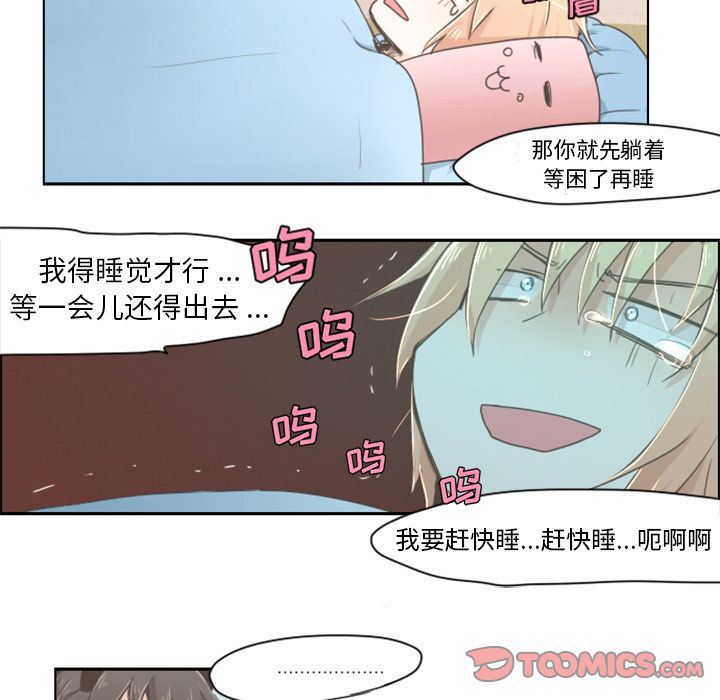 那你就先躺着
等困了再睡
我得睡觉才行 ...
等一会儿还得出去 ...
呜
呜
呜
呜
呜
我要赶快睡...赶快睡...呃啊啊
....................
TOOMICS.COM